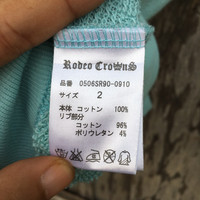 Rodeo Crowns
品番 0506SR90-0910
サイズ 2
本体 コットン 100%
リブ部分
コットン 96%
ポリウレタン 4%